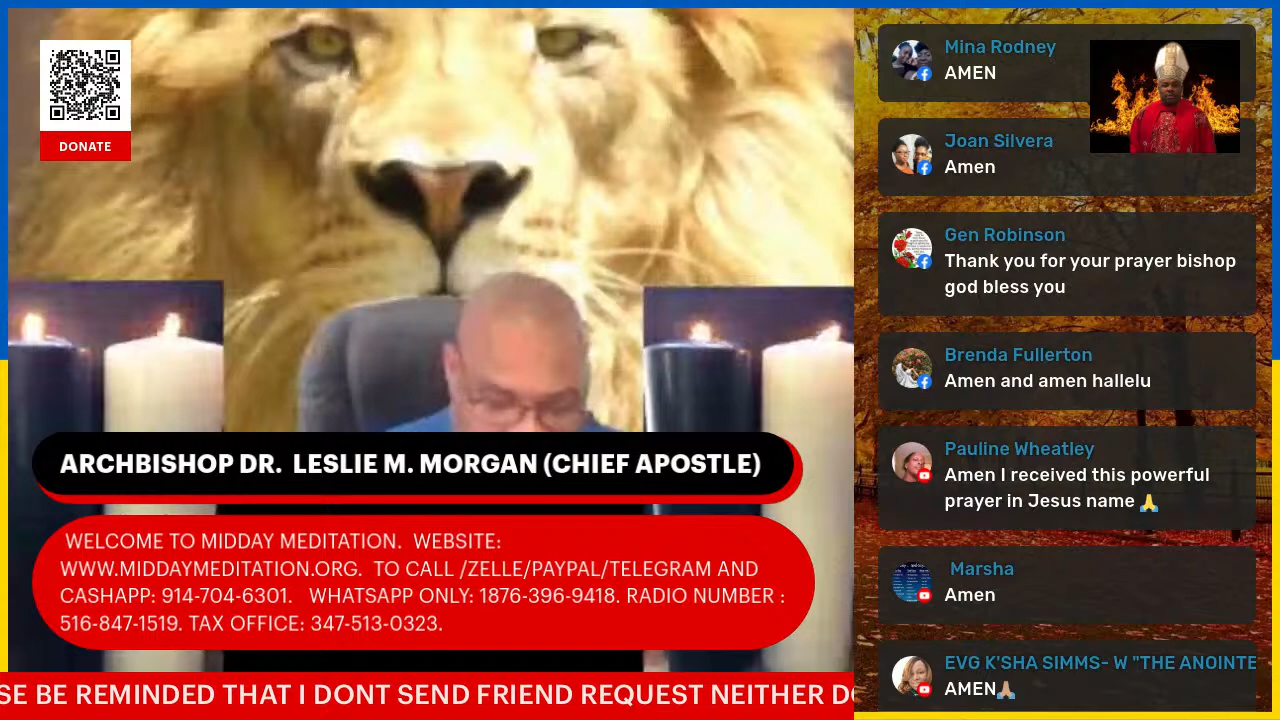 DONATE
ARCHBISHOP DR. LESLIE M. MORGAN (CHIEF APOSTLE)
WELCOME TO MIDDAY MEDITATION. WEBSITE:
WWW.MIDDAYMEDITATION.ORG. TO CALL /ZELLE/PAYPAL/TELEGRAM AND
CASHAPP: 914-704-6301. WHATSAPP ONLY: 1876-396-9418. RADIO NUMBER :
516-847-1519. TAX OFFICE: 347-513-0323.
SE BE REMINDED THAT I DONT SEND FRIEND REQUEST NEITHER DO
Mina Rodney
AMEN
Joan Silvera
Amen
Gen Robinson
Thank you for your prayer bishop
god bless you
Brenda Fullerton
Amen and amen hallelu
Pauline Wheatley
Amen I received this powerful
prayer in Jesus name 🙏
Marsha
Amen
EVG K'SHA SIMMS- W "THE ANOINTE
AMEN🙏🏽